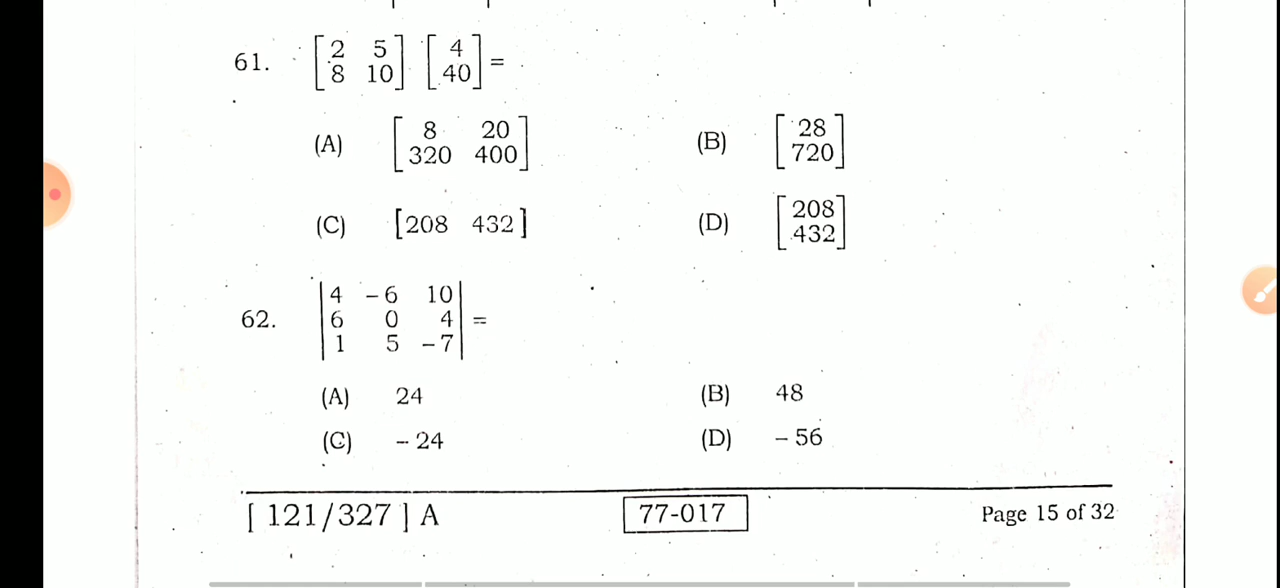 61. [2 5
8 10] [4
40] =
(A) [8 20
320 400]
(B) [28
720]
(C) [208 432]
(D) [208
432]
62. |4 – 6 10
6 0 4
1 5 – 7| =
(A) 24
(B) 48
(C) – 24
(D) – 56
[ 121/327 ] A
77-017
Page 15 of 32